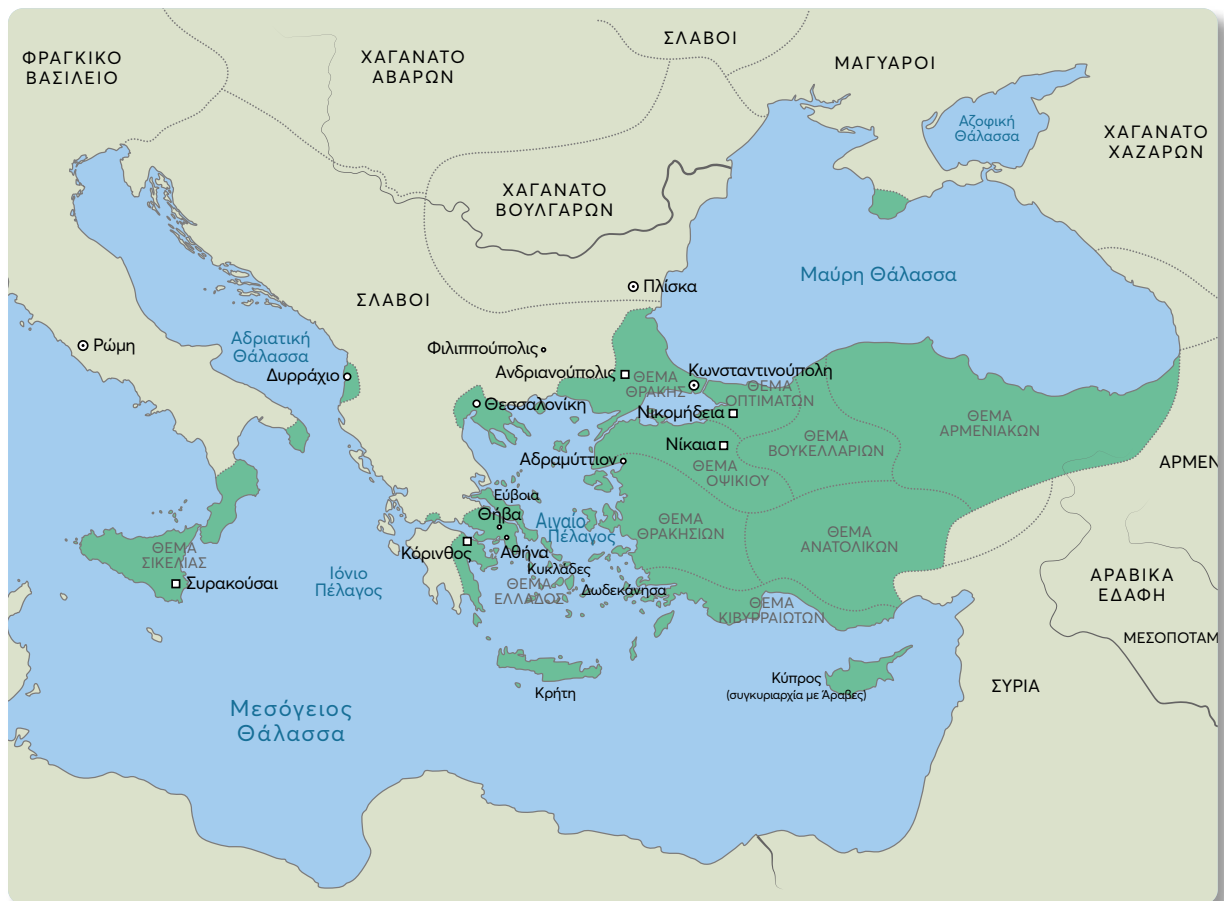 ΦΡΑΓΚΙΚΟ
ΒΑΣΙΛΕΙΟ
ΧΑΓΑΝΑΤΟ
ΑΒΑΡΩΝ
ΣΛΑΒΟΙ
ΜΑΓΥΑΡΟΙ
Αζοφική
Θάλασσα
ΧΑΓΑΝΑΤΟ
ΧΑΖΑΡΩΝ
ΧΑΓΑΝΑΤΟ
ΒΟΥΛΓΑΡΩΝ
Μαύρη Θάλασσα
Πλίσκα
ΣΛΑΒΟΙ
Ρώμη
Αδριατική
Θάλασσα
Δυρράχιο
Φιλιππούπολις
Ανδριανούπολις
ΘΕΜΑ
ΘΡΑΚΗΣ
Κωνσταντινούπολη
ΘΕΜΑ
ΟΠΤΙΜΑΤΩΝ
Θεσσαλονίκη
Νικομήδεια
ΘΕΜΑ
ΑΡΜΕΝΙΑΚΩΝ
Νίκαια
ΘΕΜΑ
ΒΟΥΚΕΛΛΑΡΙΩΝ
Αδραμύττιον
ΘΕΜΑ
ΟΨΙΚΙΟΥ
ΑΡΜΕΝ
Εύβοια
Θήβα
Αιγαίο
Πέλαγος
ΘΕΜΑ
ΘΡΑΚΗΣΙΩΝ
ΘΕΜΑ
ΑΝΑΤΟΛΙΚΩΝ
Κόρινθος
Αθήνα
ΘΕΜΑ
ΣΙΚΕΛΙΑΣ
Συρακούσαι
Ιόνιο
Πέλαγος
Κυκλάδες
ΘΕΜΑ
ΕΛΛΑΔΟΣ
Δωδεκάνησα
ΘΕΜΑ
ΚΙΒΥΡΡΑΙΩΤΩΝ
ΑΡΑΒΙΚΑ
ΕΔΑΦΗ
ΜΕΣΟΠΟΤΑΜ
Κρήτη
Κύπρος
(συγκυριαρχία με Άραβες)
ΣΥΡΙΑ
Μεσόγειος
Θάλασσα